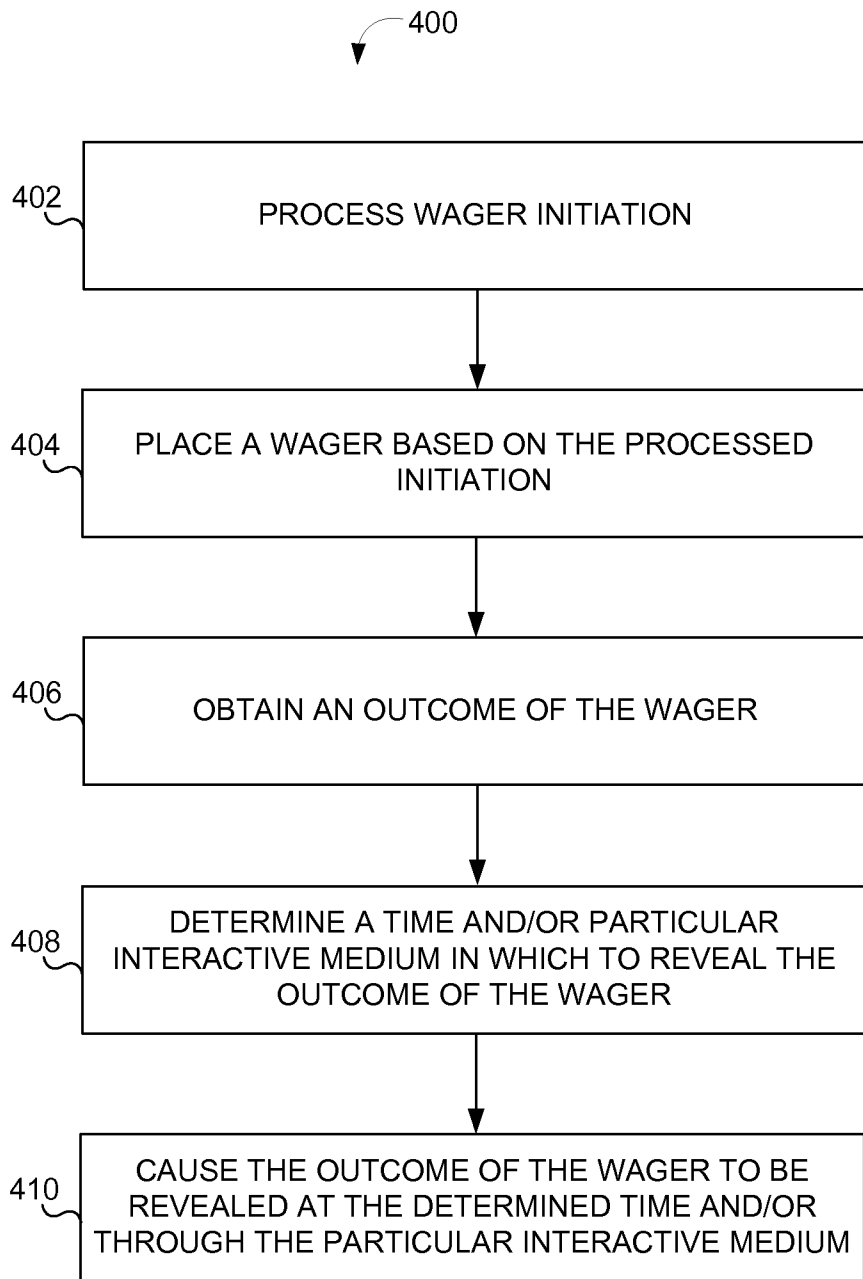 400
402
PROCESS WAGER INITIATION
404
PLACE A WAGER BASED ON THE PROCESSED
INITIATION
406
OBTAIN AN OUTCOME OF THE WAGER
408
DETERMINE A TIME AND/OR PARTICULAR
INTERACTIVE MEDIUM IN WHICH TO REVEAL THE
OUTCOME OF THE WAGER
410
CAUSE THE OUTCOME OF THE WAGER TO BE
REVEALED AT THE DETERMINED TIME AND/OR
THROUGH THE PARTICULAR INTERACTIVE MEDIUM